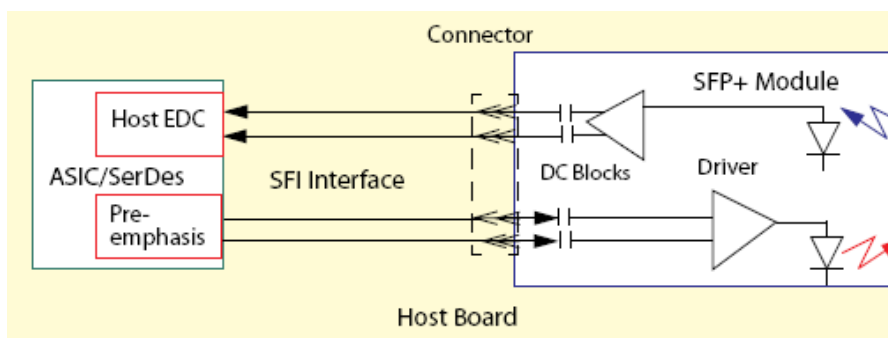 Connector
SFP+ Module
Host EDC
ASIC/SerDes
SFI Interface
DC Blocks
Driver
Pre-
emphasis
Host Board